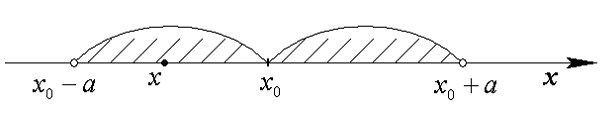 x₀ − a x x₀ x₀ + a x